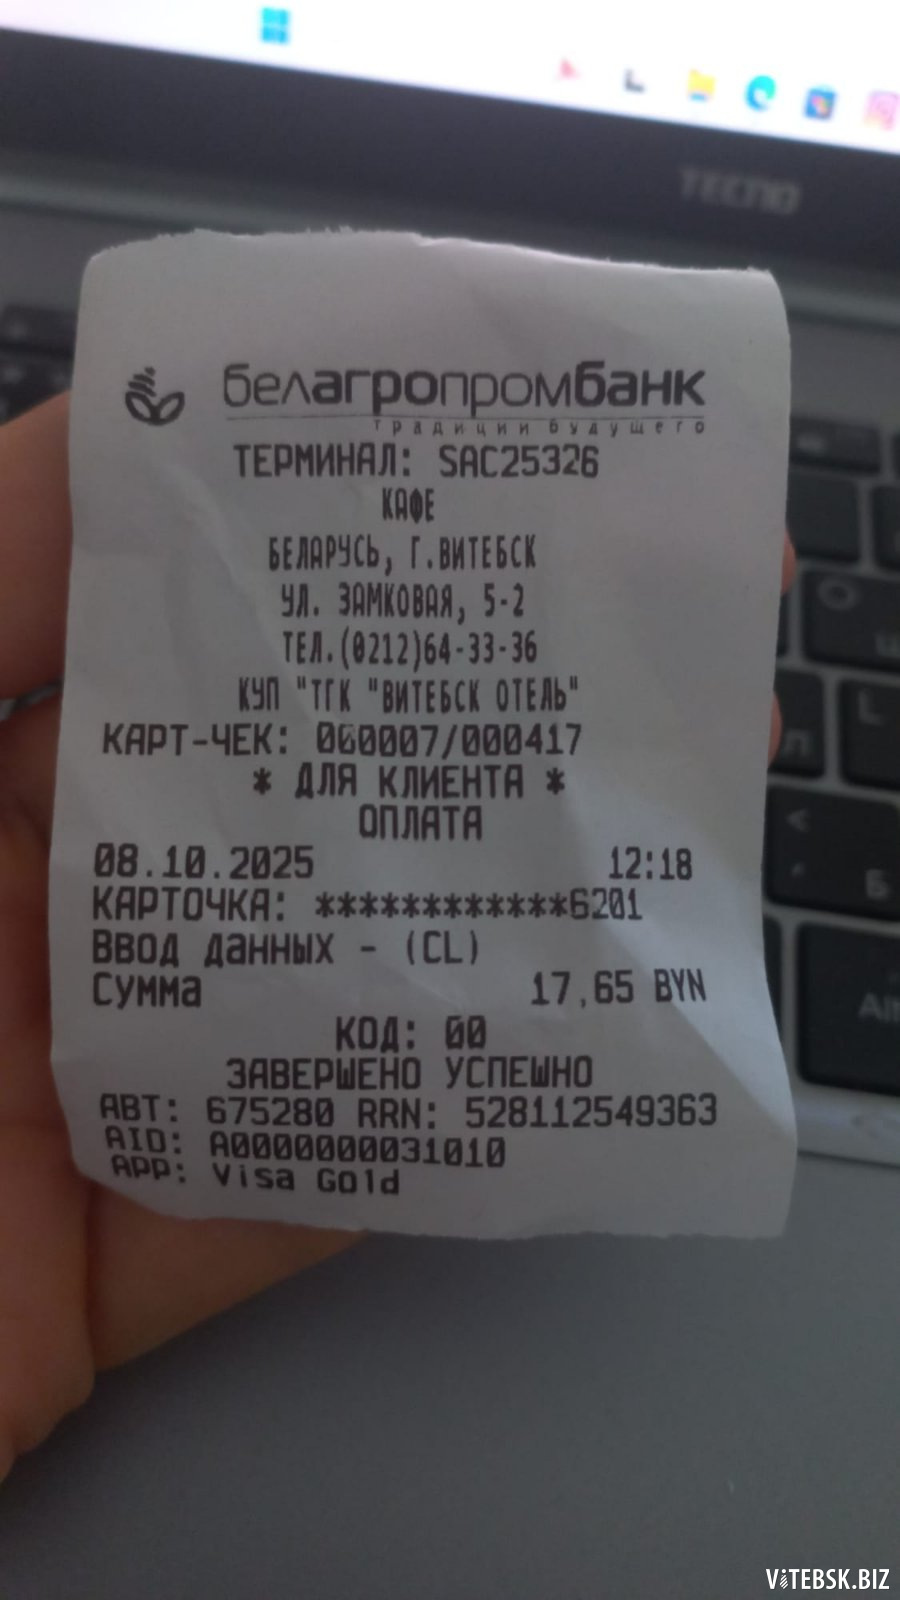 TECNO
белагропромбанк
традиции будущего
ТЕРМИНАЛ: SAC25326
КАФЕ
БЕЛАРУСЬ, Г.ВИТЕБСК
УЛ. ЗАМКОВАЯ, 5-2
ТЕЛ.(0212)64-33-36
КУП "ТГК "ВИТЕБСК ОТЕЛЬ"
КАРТ-ЧЕК: 000007/000417
* ДЛЯ КЛИЕНТА *
ОПЛАТА
08.10.2025 12:18
КАРТОЧКА: ************6201
Ввод данных - (CL)
Сумма 17,65 BYN
КОД: 00
ЗАВЕРШЕНО УСПЕШНО
АВТ: 675280 RRN: 528112549363
AID: A0000000031010
APP: Visa Gold
L
Л
<
Б
Alt
ViTEBSK.BIZ